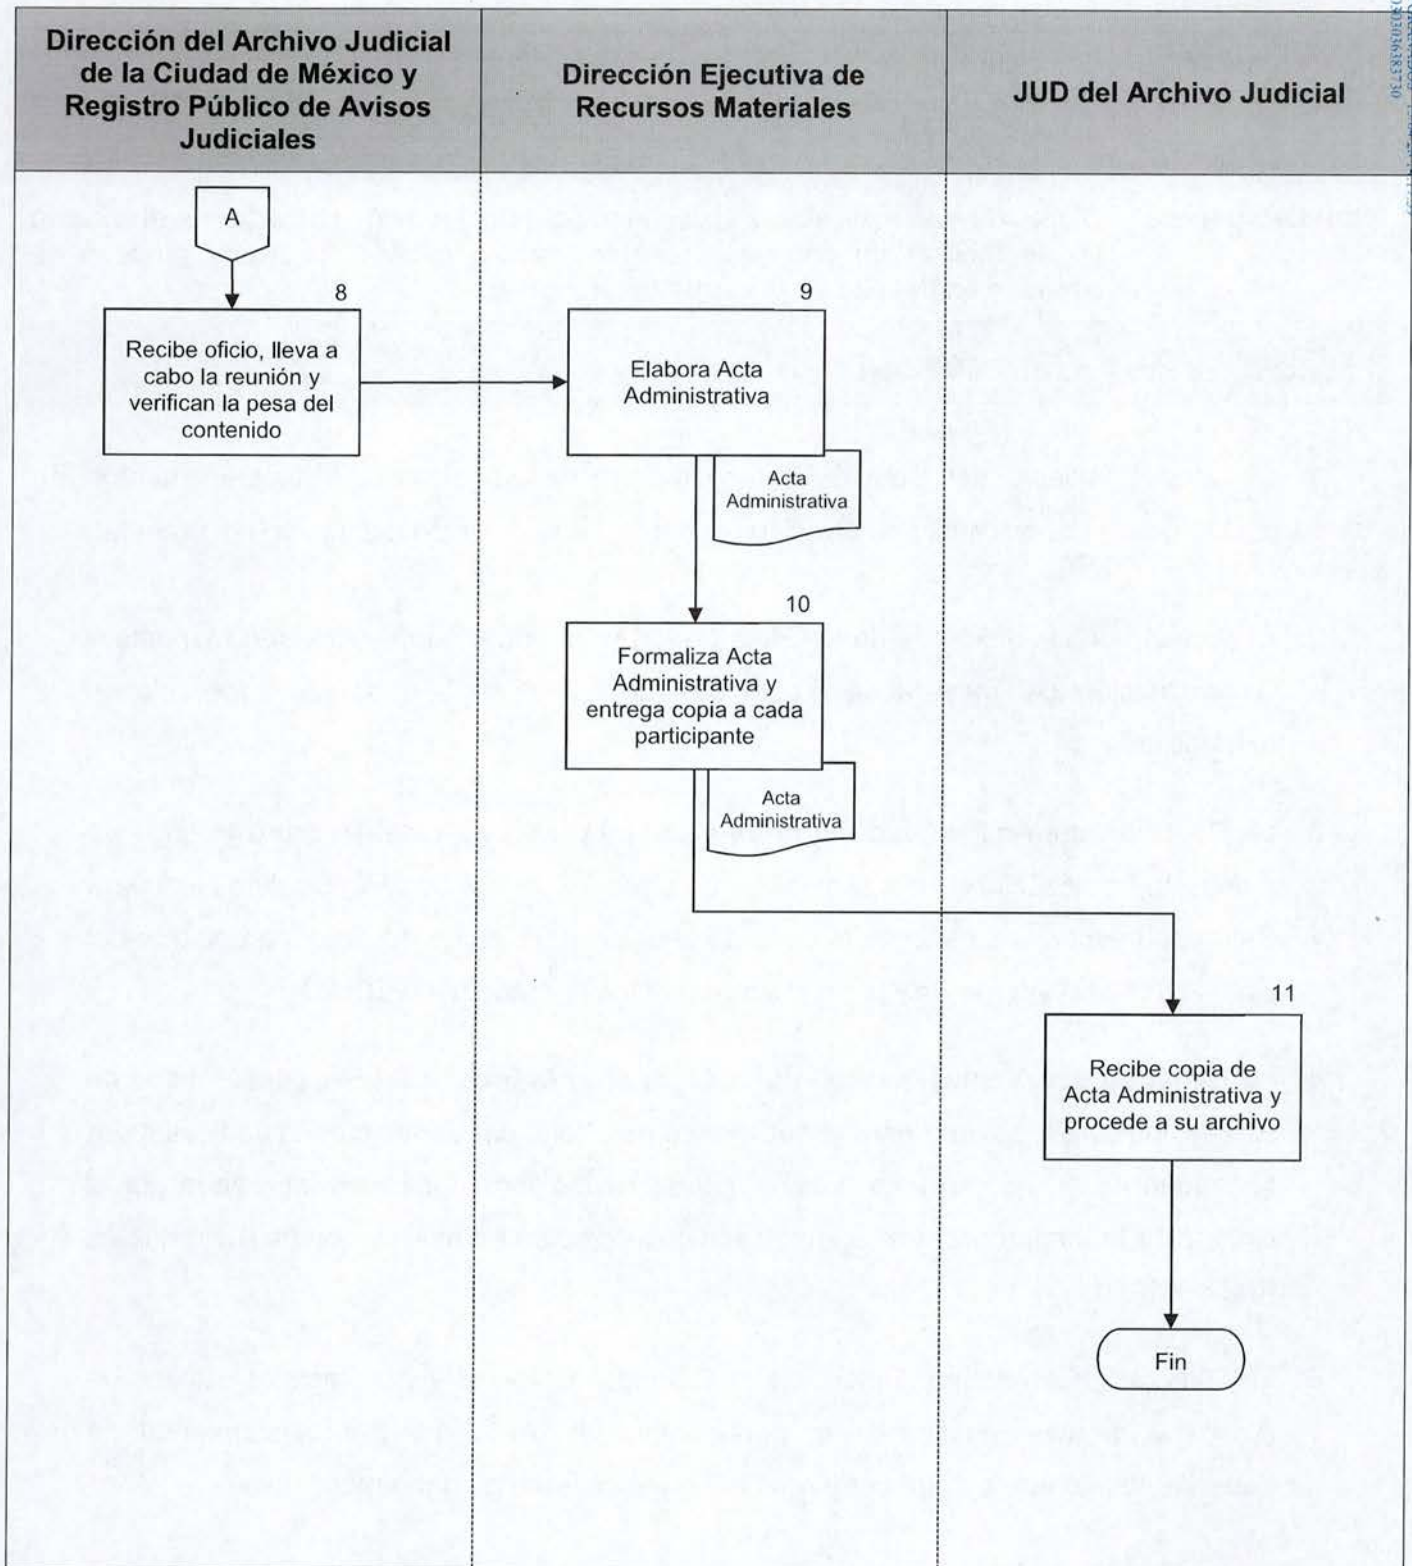 Dirección del Archivo Judicial
de la Ciudad de México y
Registro Público de Avisos
Judiciales
Dirección Ejecutiva de
Recursos Materiales
JUD del Archivo Judicial
A
8
Recibe oficio, lleva a
cabo la reunión y
verifican la pesa del
contenido
9
Elabora Acta
Administrativa
Acta
Administrativa
10
Formaliza Acta
Administrativa y
entrega copia a cada
participante
Acta
Administrativa
11
Recibe copia de
Acta Administrativa y
procede a su archivo
Fin